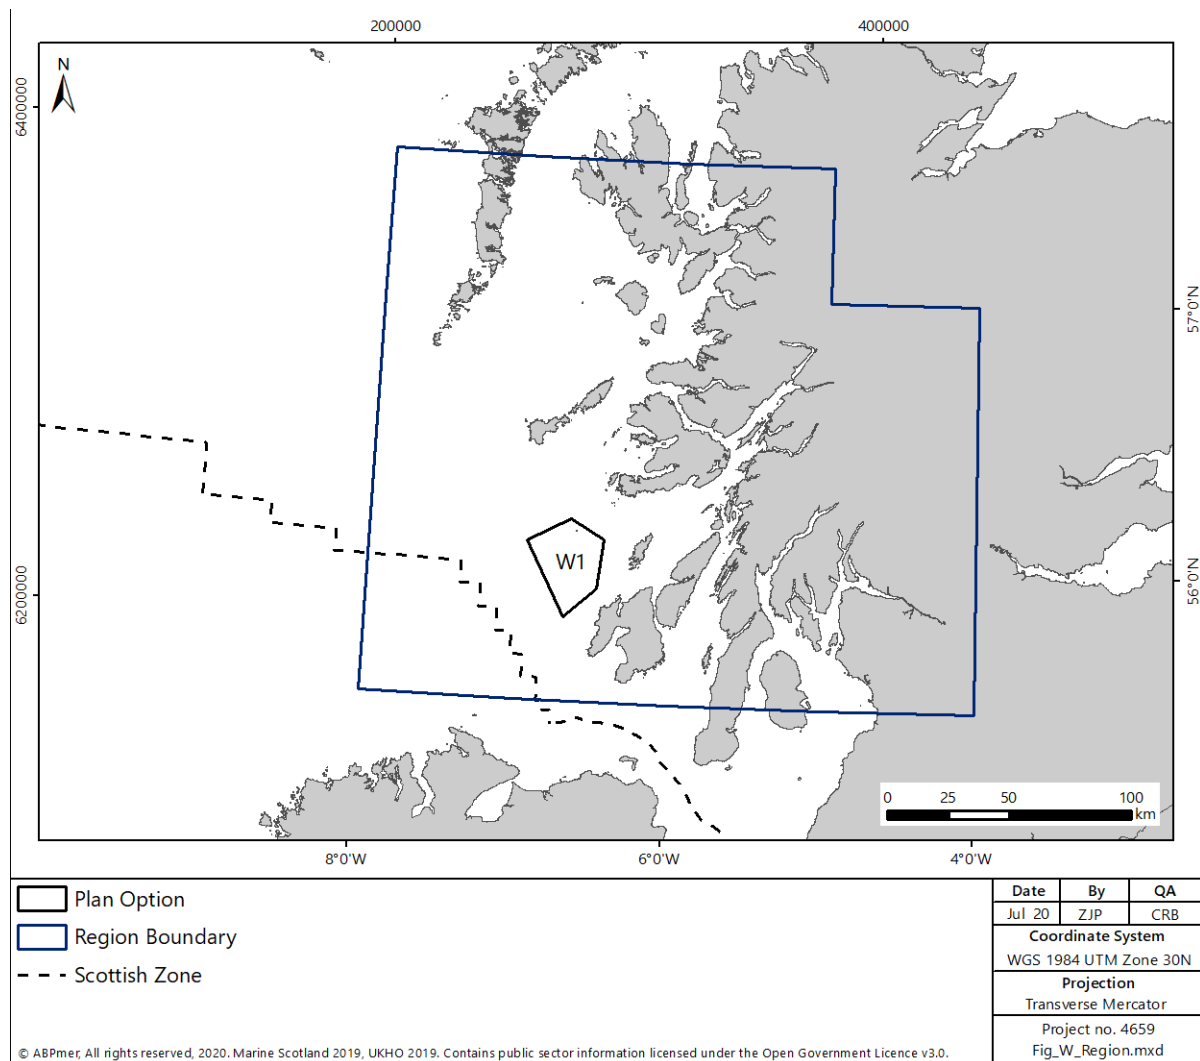 200000
400000
N
6400000
57°0'N
W1
6200000
56°0'N
0 25 50 100
km
8°0'W
6°0'W
4°0'W
Plan Option
Region Boundary
Scottish Zone
Date By QA
Jul 20 ZJP CRB
Coordinate System
WGS 1984 UTM Zone 30N
Projection
Transverse Mercator
Project no. 4659
Fig_W_Region.mxd
© ABPmer, All rights reserved, 2020. Marine Scotland 2019, UKHO 2019. Contains public sector information licensed under the Open Government Licence v3.0.